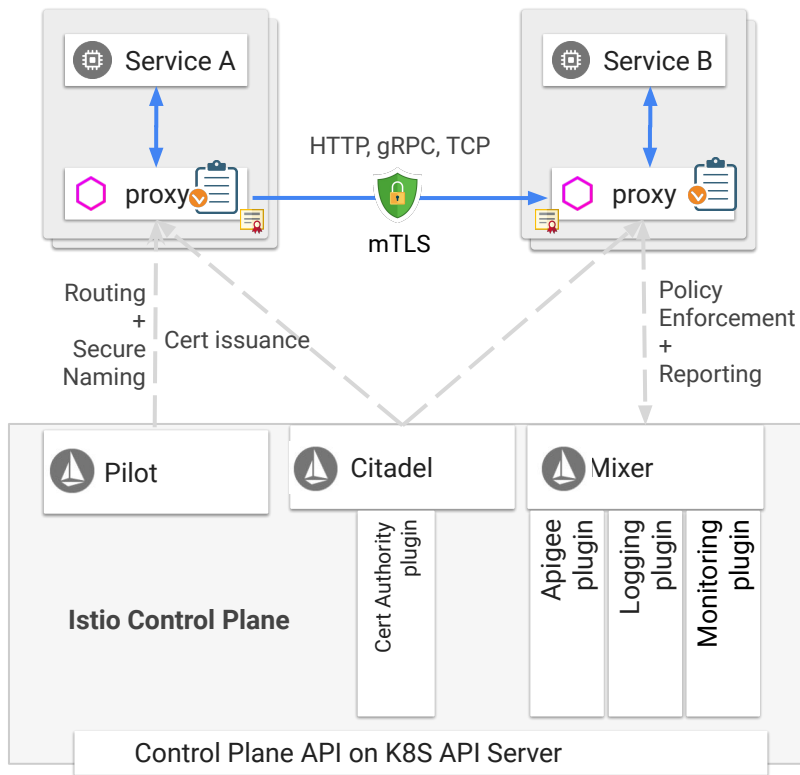 Service A
Service B
HTTP, gRPC, TCP
proxy
proxy
mTLS
Routing
+
Secure
Naming
Cert issuance
Policy
Enforcement
+
Reporting
Pilot
Citadel
Mixer
Cert Authority
plugin
Apigee
plugin
Logging
plugin
Monitoring
plugin
Istio Control Plane
Control Plane API on K8S API Server